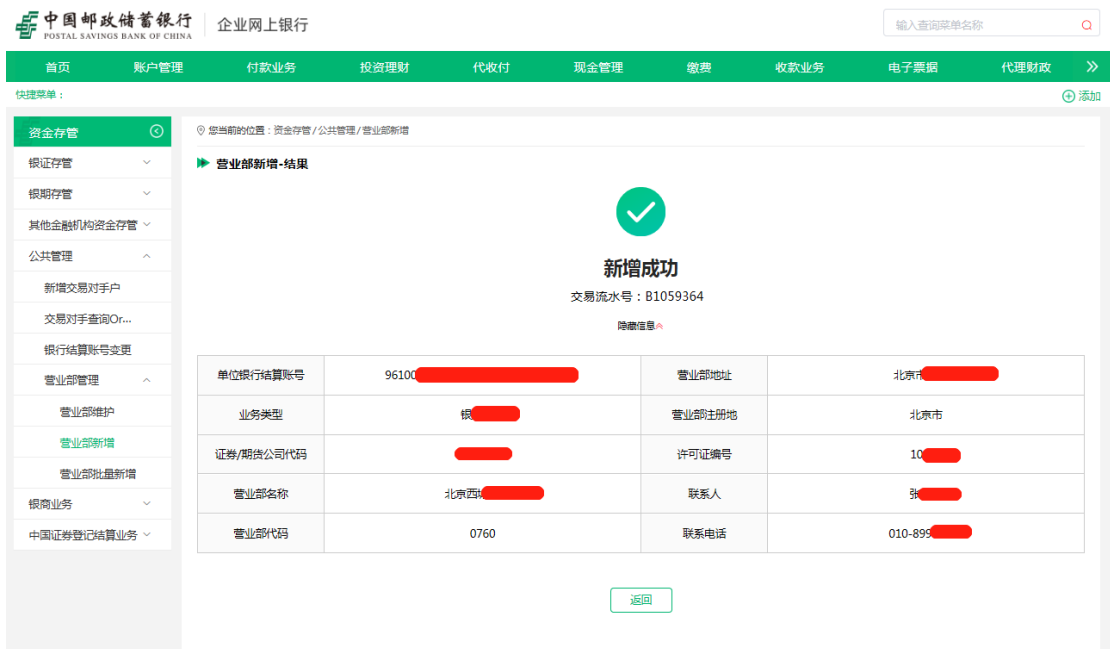 中国邮政储蓄银行 企业网上银行 输入查询菜单名称
POSTAL SAVINGS BANK OF CHINA
首页 账户管理 付款业务 投资理财 代收付 现金管理 缴费 收款业务 电子票据 代理财政
快捷菜单： 添加
资金存管
银证存管
银期存管
其他金融机构资金存管
公共管理
新增交易对手户
交易对手查询Or...
银行结算账号变更
营业部管理
营业部维护
营业部新增
营业部批量新增
银商业务
中国证券登记结算业务
您当前的位置：资金存管/公共管理/营业部新增
营业部新增-结果
新增成功
交易流水号：B1059364
隐藏信息
单位银行结算账号 96100 营业部地址 北京市
业务类型 银 营业部注册地 北京市
证券/期货公司代码 许可证编号 10
营业部名称 北京西城 联系人 张
营业部代码 0760 联系电话 010-899
返回